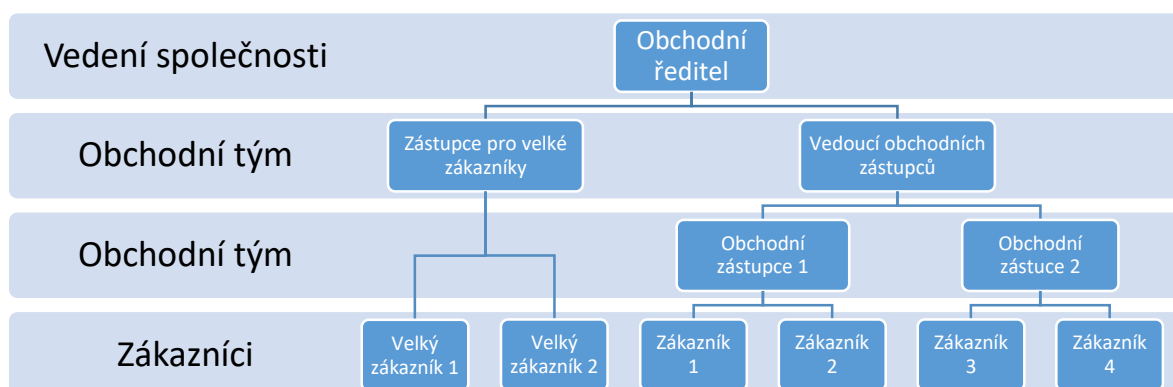 Vedení společnosti
Obchodní
ředitel
Obchodní tým
Zástupce pro velké
zákazníky
Vedoucí obchodních
zástupců
Obchodní tým
Obchodní
zástupce 1
Obchodní
zástuce 2
Zákazníci
Velký
zákazník 1
Velký
zákazník 2
Zákazník
1
Zákazník
2
Zákazník
3
Zákazník
4